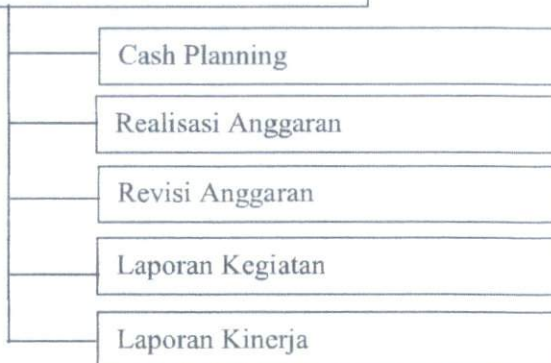 Cash Planning
Realisasi Anggaran
Revisi Anggaran
Laporan Kegiatan
Laporan Kinerja